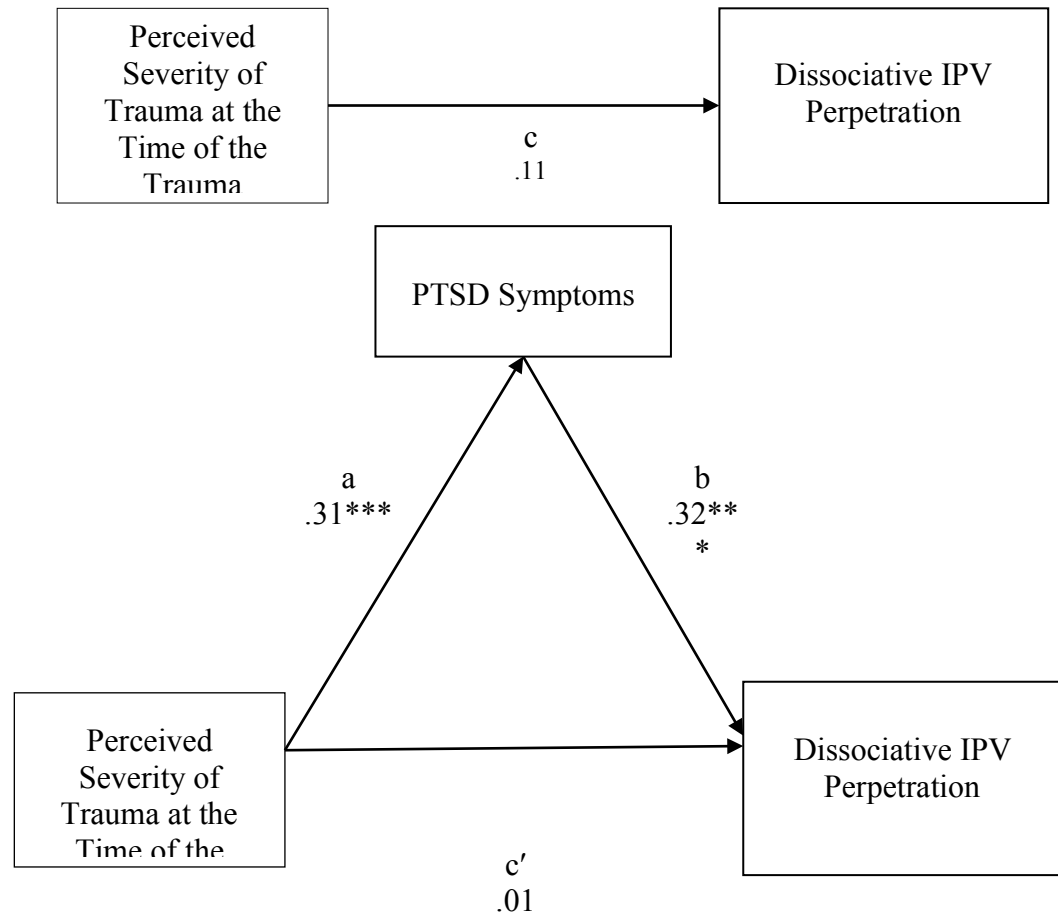 Perceived
Severity of
Trauma at the
Time of the
Trauma
Dissociative IPV
Perpetration
c
.11
PTSD Symptoms
a
.31***
b
.32**
*
Perceived
Severity of
Trauma at the
Time of the
Dissociative IPV
Perpetration
c′
.01